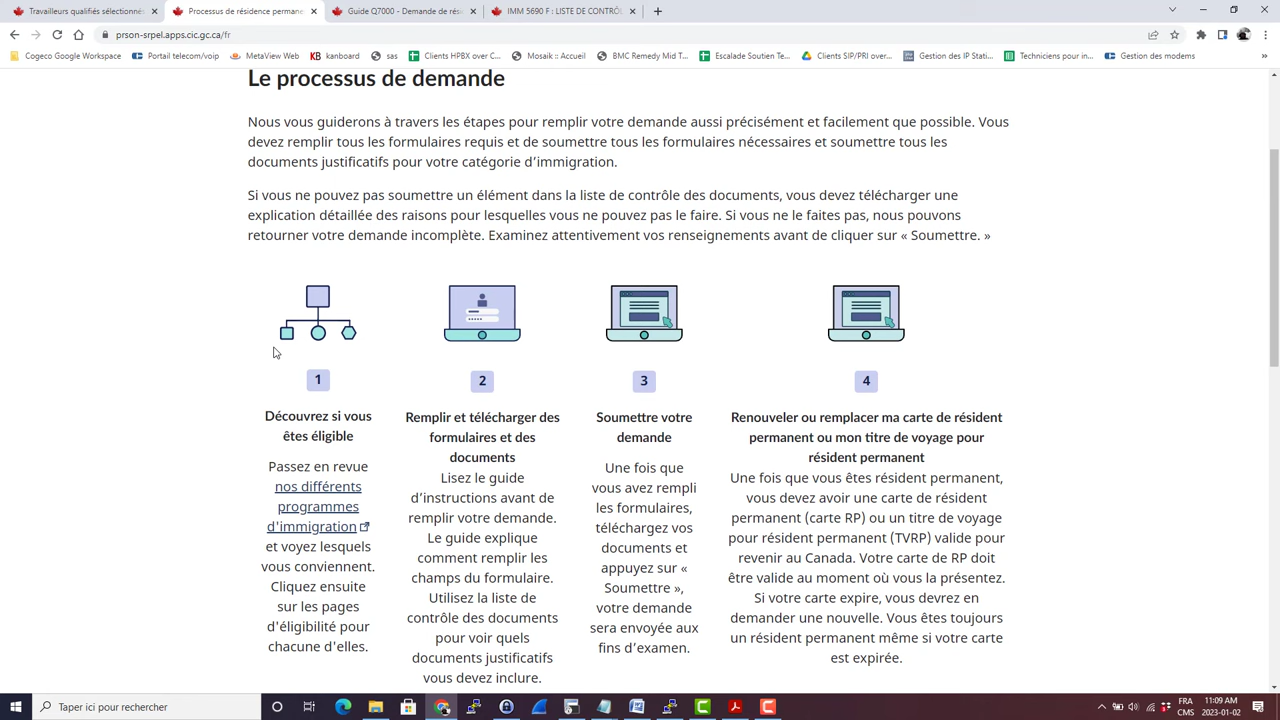 Travailleurs qualifiés sélectionnés
Processus de résidence permane
Guide Q7000 - Demande de rés
IMM 5690 F : LISTE DE CONTRÔL
prson-srpel.apps.cic.gc.ca/fr
Cogeco Google Workspace
Portail telecom/voip
MetaView Web
KB kanboard
sas
Clients HPBX over C...
Mosaik :: Accueil
BMC Remedy Mid T...
Escalade Soutien Te...
Clients SIP/PRI over...
Gestion des IP Stati...
Techniciens pour in...
Gestion des modems
»
Le processus de demande
Nous vous guiderons à travers les étapes pour remplir votre demande aussi précisément et facilement que possible. Vous
devez remplir tous les formulaires requis et de soumettre tous les formulaires nécessaires et soumettre tous les
documents justificatifs pour votre catégorie d'immigration.
Si vous ne pouvez pas soumettre un élément dans la liste de contrôle des documents, vous devez télécharger une
explication détaillée des raisons pour lesquelles vous ne pouvez pas le faire. Si vous ne le faites pas, nous pouvons
retourner votre demande incomplète. Examinez attentivement vos renseignements avant de cliquer sur « Soumettre. »
1
Découvrez si vous
êtes éligible
Passez en revue
nos différents
programmes
d'immigration
et voyez lesquels
vous conviennent.
Cliquez ensuite
sur les pages
d'éligibilité pour
chacune d'elles.
2
Remplir et télécharger des
formulaires et des
documents
Lisez le guide
d'instructions avant de
remplir votre demande.
Le guide explique
comment remplir les
champs du formulaire.
Utilisez la liste de
contrôle des documents
pour voir quels
documents justificatifs
vous devez inclure.
3
Soumettre votre
demande
Une fois que
vous avez rempli
les formulaires,
téléchargez vos
documents et
appuyez sur «
Soumettre »,
votre demande
sera envoyée aux
fins d'examen.
4
Renouveler ou remplacer ma carte de résident
permanent ou mon titre de voyage pour
résident permanent
Une fois que vous êtes résident permanent,
vous devez avoir une carte de résident
permanent (carte RP) ou un titre de voyage
pour résident permanent (TVRP) valide pour
revenir au Canada. Votre carte de RP doit
être valide au moment où vous la présentez.
Si votre carte expire, vous devrez en
demander une nouvelle. Vous êtes toujours
un résident permanent même si votre carte
est expirée.
Taper ici pour rechercher
FRA
CMS
11:09 AM
2023-01-02